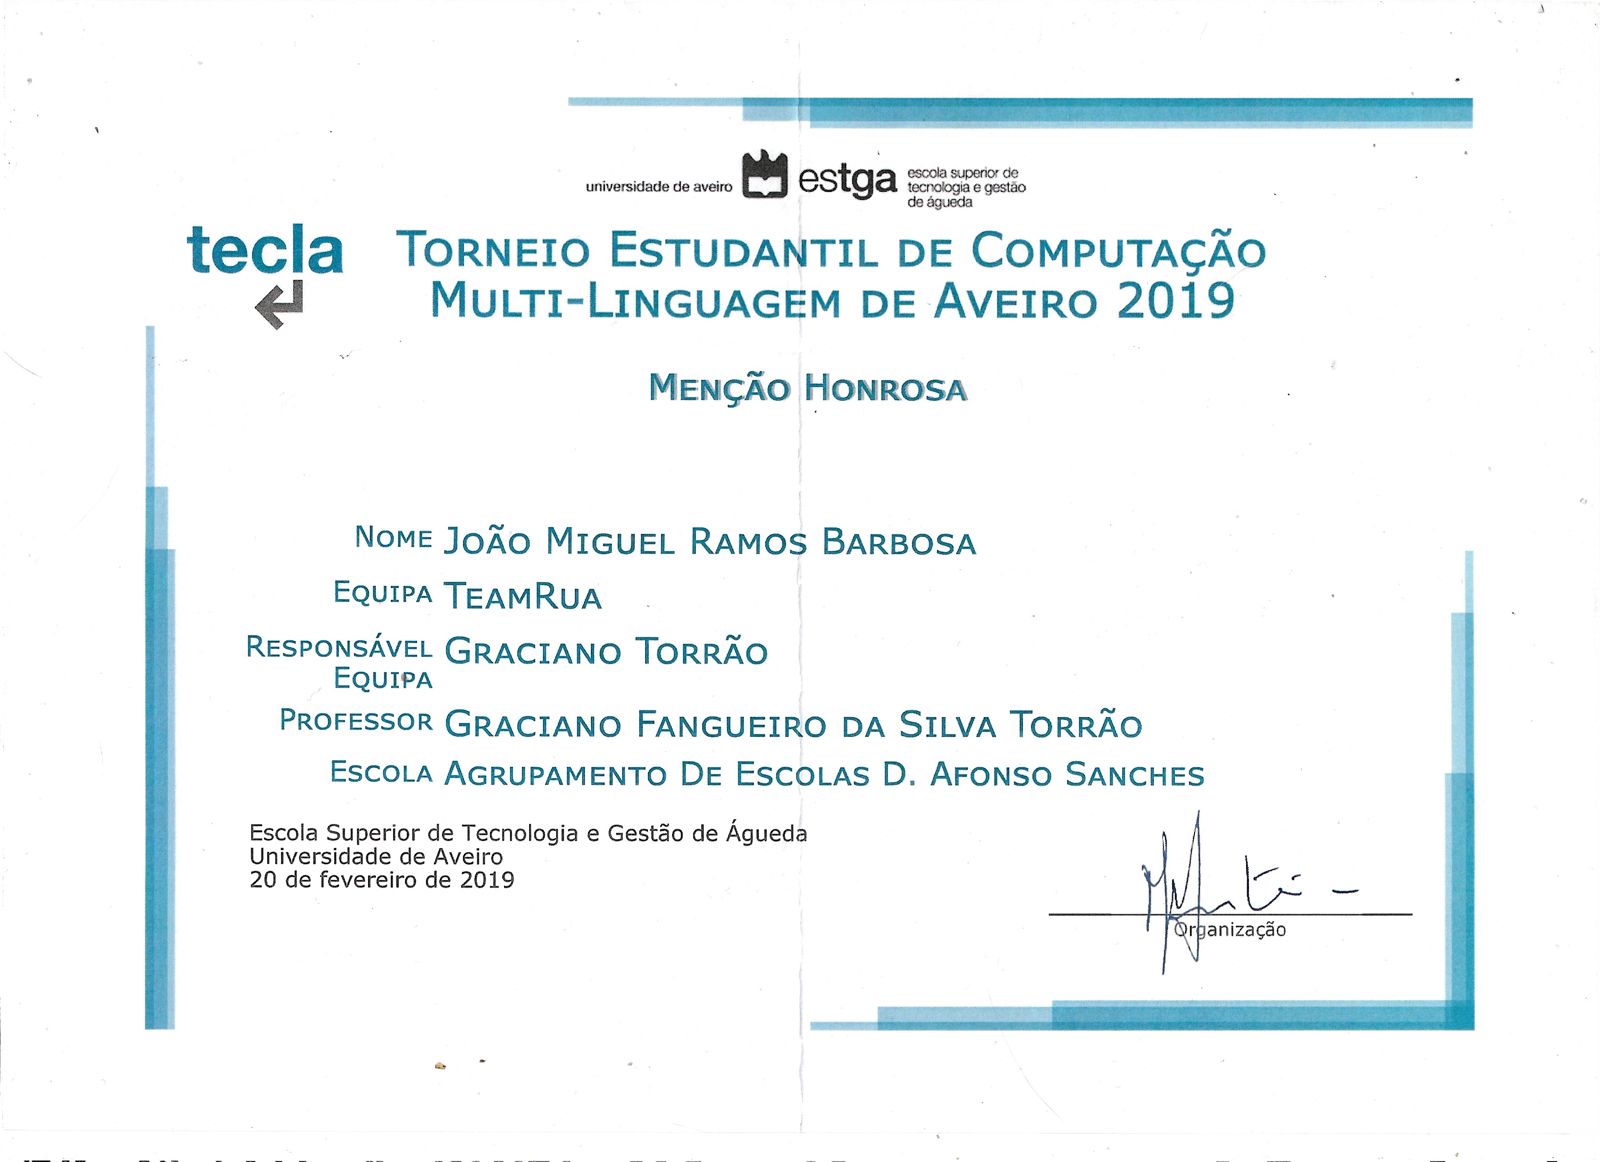 universidade de aveiro
estga
escola superior de
tecnologia e gestão
de águeda
tecla
Torneio Estudantil de Computação
Multi-Linguagem de Aveiro 2019
Menção Honrosa
Nome João Miguel Ramos Barbosa
Equipa TeamRua
Responsável Graciano Torrão
Equipa
Professor Graciano Fangueiro da Silva Torrão
Escola Agrupamento De Escolas D. Afonso Sanches
Escola Superior de Tecnologia e Gestão de Águeda
Universidade de Aveiro
20 de fevereiro de 2019
Organização